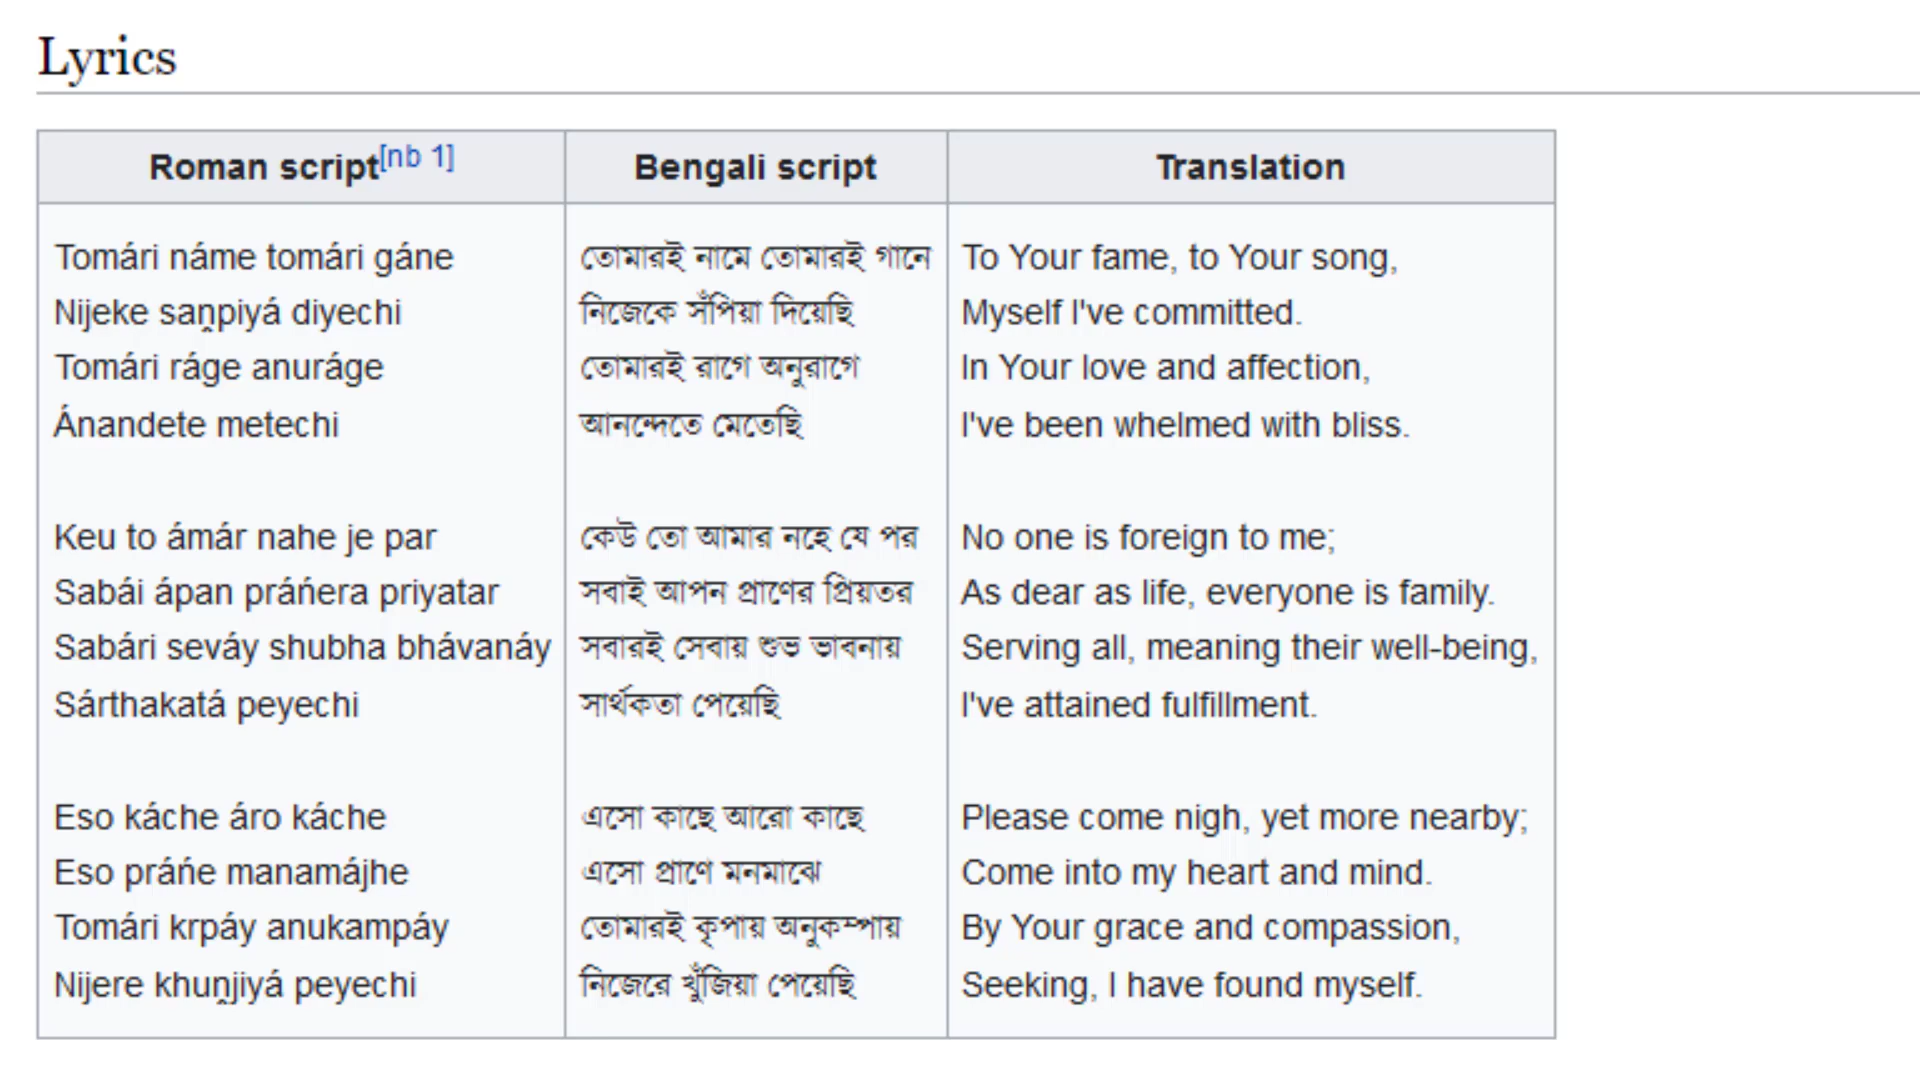 Lyrics
Roman script[nb 1] Bengali script Translation
Tomári náme tomári gáne তোমারই নামে তোমারই গানে To Your fame, to Your song,
Nijeke saṋpiyá diyechi নিজেকে সঁপিয়া দিয়েছি Myself I've committed.
Tomári ráge anuráge তোমারই রাগে অনুরাগে In Your love and affection,
Ánandete metechi আনন্দেতে মেতেছি I've been whelmed with bliss.
Keu to ámár nahe je par কেউ তো আমার নহে যে পর No one is foreign to me;
Sabái ápan práńera priyatar সবাই আপন প্রাণের প্রিয়তর As dear as life, everyone is family.
Sabári seváy shubha bhávanáy সবারই সেবায় শুভ ভাবনায় Serving all, meaning their well-being,
Sárthakatá peyechi সার্থকতা পেয়েছি I've attained fulfillment.
Eso káche áro káche এসো কাছে আরো কাছে Please come nigh, yet more nearby;
Eso práńe manamájhe এসো প্রাণে মনমাঝে Come into my heart and mind.
Tomári krpáy anukampáy তোমারই কৃপায় অনুকম্পায় By Your grace and compassion,
Nijere khuṋjiyá peyechi নিজেরে খুঁজিয়া পেয়েছি Seeking, I have found myself.